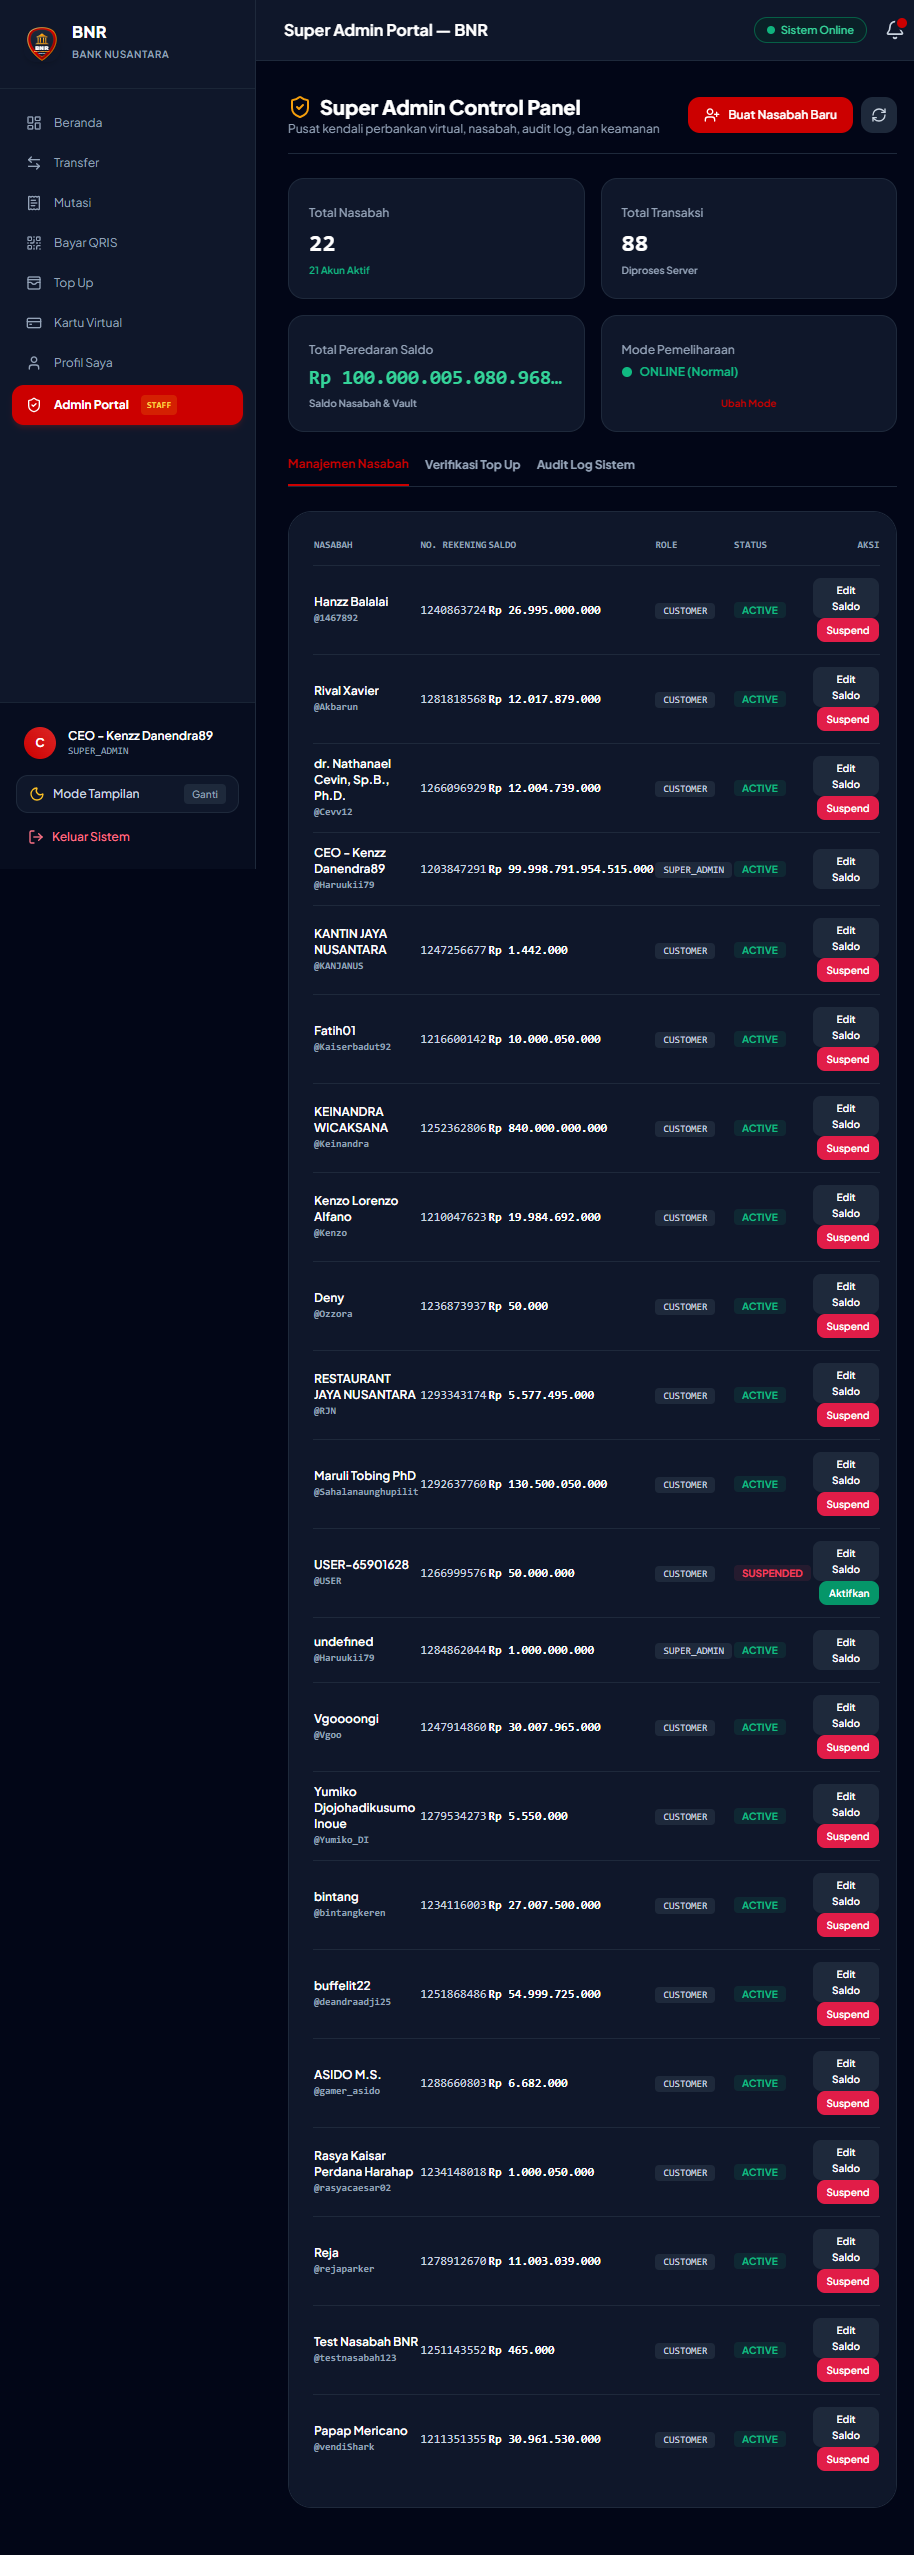 BNR
BANK NUSANTARA
Super Admin Portal — BNR
Sistem Online
Beranda
Transfer
Mutasi
Bayar QRIS
Top Up
Kartu Virtual
Profil Saya
Admin Portal STAFF
CEO - Kenzz Danendra89
SUPER_ADMIN
Mode Tampilan Ganti
Keluar Sistem
Super Admin Control Panel
Pusat kendali perbankan virtual, nasabah, audit log, dan keamanan
Buat Nasabah Baru
Total Nasabah
22
21 Akun Aktif
Total Transaksi
88
Diproses Server
Total Peredaran Saldo
Rp 100.000.005.080.968…
Saldo Nasabah & Vault
Mode Pemeliharaan
ONLINE (Normal)
Ubah Mode
Manajemen Nasabah Verifikasi Top Up Audit Log Sistem
NASABAH NO. REKENING SALDO ROLE STATUS AKSI
Hanzz Balalai
@1467892
1240863724 Rp 26.995.000.000 CUSTOMER ACTIVE
Edit
Saldo
Suspend
Rival Xavier
@Akbarun
1281818568 Rp 12.017.879.000 CUSTOMER ACTIVE
Edit
Saldo
Suspend
dr. Nathanael
Cevin, Sp.B.,
Ph.D.
@Cevv12
1266096929 Rp 12.004.739.000 CUSTOMER ACTIVE
Edit
Saldo
Suspend
CEO - Kenzz
Danendra89
@Haruukii79
1203847291 Rp 99.998.791.954.515.000 SUPER_ADMIN ACTIVE
Edit
Saldo
KANTIN JAYA
NUSANTARA
@KANJANUS
1247256677 Rp 1.442.000 CUSTOMER ACTIVE
Edit
Saldo
Suspend
Fatih01
@Kaiserbadut92
1216600142 Rp 10.000.050.000 CUSTOMER ACTIVE
Edit
Saldo
Suspend
KEINANDRA
WICAKSANA
@Keinandra
1252362806 Rp 840.000.000.000 CUSTOMER ACTIVE
Edit
Saldo
Suspend
Kenzo Lorenzo
Alfano
@Kenzo
1210047623 Rp 19.984.692.000 CUSTOMER ACTIVE
Edit
Saldo
Suspend
Deny
@Ozzora
1236873937 Rp 50.000 CUSTOMER ACTIVE
Edit
Saldo
Suspend
RESTAURANT
JAYA NUSANTARA
@RJN
1293343174 Rp 5.577.495.000 CUSTOMER ACTIVE
Edit
Saldo
Suspend
Maruli Tobing PhD
@Sahalanaunghupilit
1292637760 Rp 130.500.050.000 CUSTOMER ACTIVE
Edit
Saldo
Suspend
USER-65901628
@USER
1266999576 Rp 50.000.000 CUSTOMER SUSPENDED
Edit
Saldo
Aktifkan
undefined
@Haruukii79
1284862044 Rp 1.000.000.000 SUPER_ADMIN ACTIVE
Edit
Saldo
Vgoooongi
@Vgoo
1247914860 Rp 30.007.965.000 CUSTOMER ACTIVE
Edit
Saldo
Suspend
Yumiko
Djojohadikusumo
Inoue
@Yumiko_DI
1279534273 Rp 5.550.000 CUSTOMER ACTIVE
Edit
Saldo
Suspend
bintang
@bintangkeren
1234116003 Rp 27.007.500.000 CUSTOMER ACTIVE
Edit
Saldo
Suspend
buffelit22
@deandraadji25
1251868486 Rp 54.999.725.000 CUSTOMER ACTIVE
Edit
Saldo
Suspend
ASIDO M.S.
@gamer_asido
1288660803 Rp 6.682.000 CUSTOMER ACTIVE
Edit
Saldo
Suspend
Rasya Kaisar
Perdana Harahap
@rasyacaesar02
1234148018 Rp 1.000.050.000 CUSTOMER ACTIVE
Edit
Saldo
Suspend
Reja
@rejaparker
1278912670 Rp 11.003.039.000 CUSTOMER ACTIVE
Edit
Saldo
Suspend
Test Nasabah BNR
@testnasabah123
1251143552 Rp 465.000 CUSTOMER ACTIVE
Edit
Saldo
Suspend
Papap Mericano
@vendiShark
1211351355 Rp 30.961.530.000 CUSTOMER ACTIVE
Edit
Saldo
Suspend